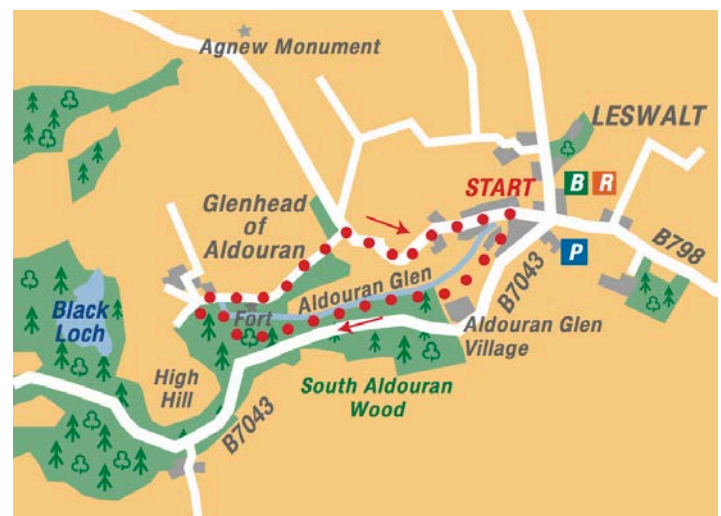 Agnew Monument
LESWALT
START
B R
Glenhead
of
Aldouran
P
B798
Aldouran Glen
B7043
Black
Loch
Fort
Aldouran Glen
Village
High
Hill
South Aldouran
Wood
B7043